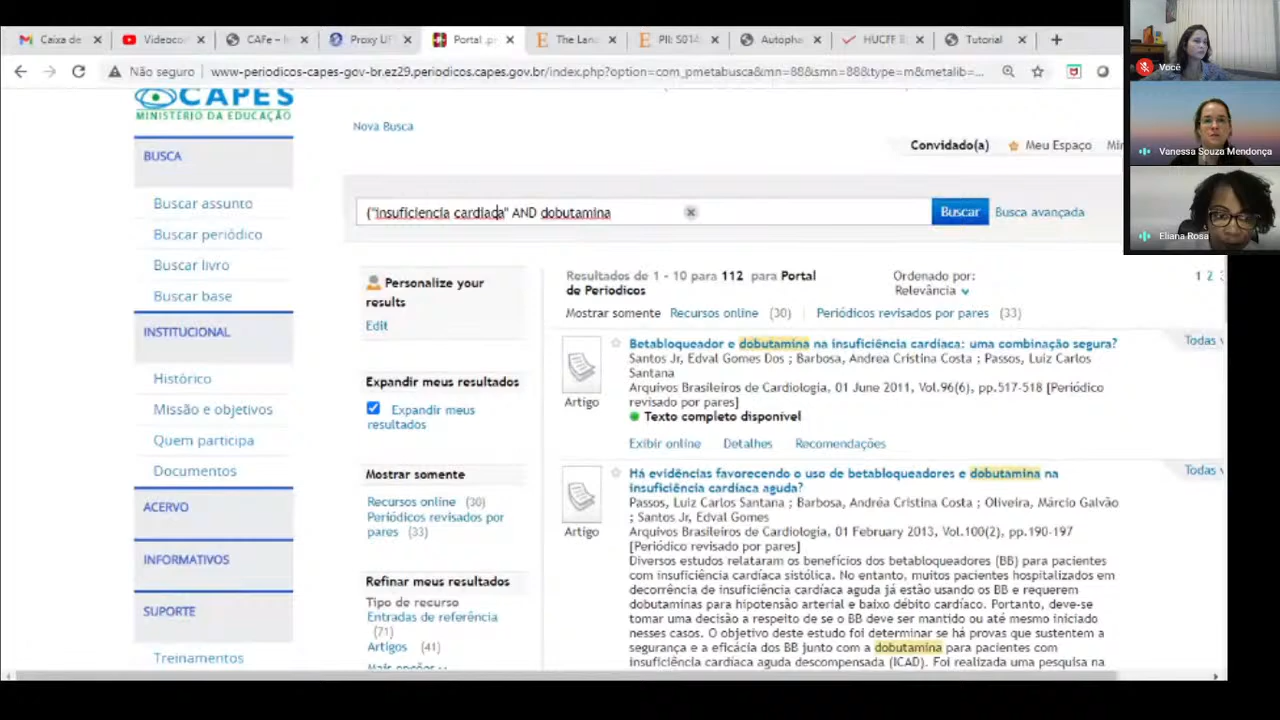 Caixa de
Videoco
CAFe –
Proxy UF
Portal .pe
The Lan
PII: S014
Autopha
HUCFF
Tutorial
Não seguro
www-periodicos-capes-gov-br.ez29.periodicos.capes.gov.br/index.php?option=com_pmetabusca&mn=88&smn=88&type=m&metalib=...
CAPES
MINISTÉRIO DA EDUCAÇÃO
BUSCA
Buscar assunto
Buscar periódico
Buscar livro
Buscar base
INSTITUCIONAL
Histórico
Missão e objetivos
Quem participa
Documentos
ACERVO
INFORMATIVOS
SUPORTE
Treinamentos
Nova Busca
Convidado(a)
Meu Espaço
("insuficiencia cardiada" AND dobutamina
Buscar
Busca avançada
Personalize your
results
Edit
Expandir meus resultados
Expandir meus
resultados
Mostrar somente
Recursos online (30)
Periódicos revisados por
pares (33)
Refinar meus resultados
Tipo de recurso
Entradas de referência
(71)
Artigos (41)
Mais opções
Resultados de 1 - 10 para 112 para Portal
de Periodicos
Ordenado por:
Relevância
1 2
Mostrar somente Recursos online (30) | Periódicos revisados por pares (33)
Artigo
Betabloqueador e dobutamina na insuficiência cardíaca: uma combinação segura?
Santos Jr, Edval Gomes Dos ; Barbosa, Andrea Cristina Costa ; Passos, Luiz Carlos
Santana
Arquivos Brasileiros de Cardiologia, 01 June 2011, Vol.96(6), pp.517-518 [Periódico
revisado por pares]
Texto completo disponível
Exibir online Detalhes Recomendações
Todas
Artigo
Há evidências favorecendo o uso de betabloqueadores e dobutamina na
insuficiência cardíaca aguda?
Passos, Luiz Carlos Santana ; Barbosa, Andréa Cristina Costa ; Oliveira, Márcio Galvão
; Santos Jr, Edval Gomes
Arquivos Brasileiros de Cardiologia, 01 February 2013, Vol.100(2), pp.190-197
[Periódico revisado por pares]
Diversos estudos relataram os benefícios dos betabloqueadores (BB) para pacientes
com insuficiência cardíaca sistólica. No entanto, muitos pacientes hospitalizados em
decorrência de insuficiência cardíaca aguda já estão usando os BB e requerem
dobutaminas para hipotensão arterial e baixo débito cardíaco. Portanto, deve-se
tomar uma decisão a respeito de se o BB deve ser mantido ou até mesmo iniciado
nesses casos. O objetivo deste estudo foi determinar se há provas que sustentem a
segurança e a eficácia dos BB junto com a dobutamina para pacientes com
insuficiência cardíaca aguda descompensada (ICAD). Foi realizada uma pesquisa na
Todas
Você
Vanessa Souza Mendonça
Eliana Rosa